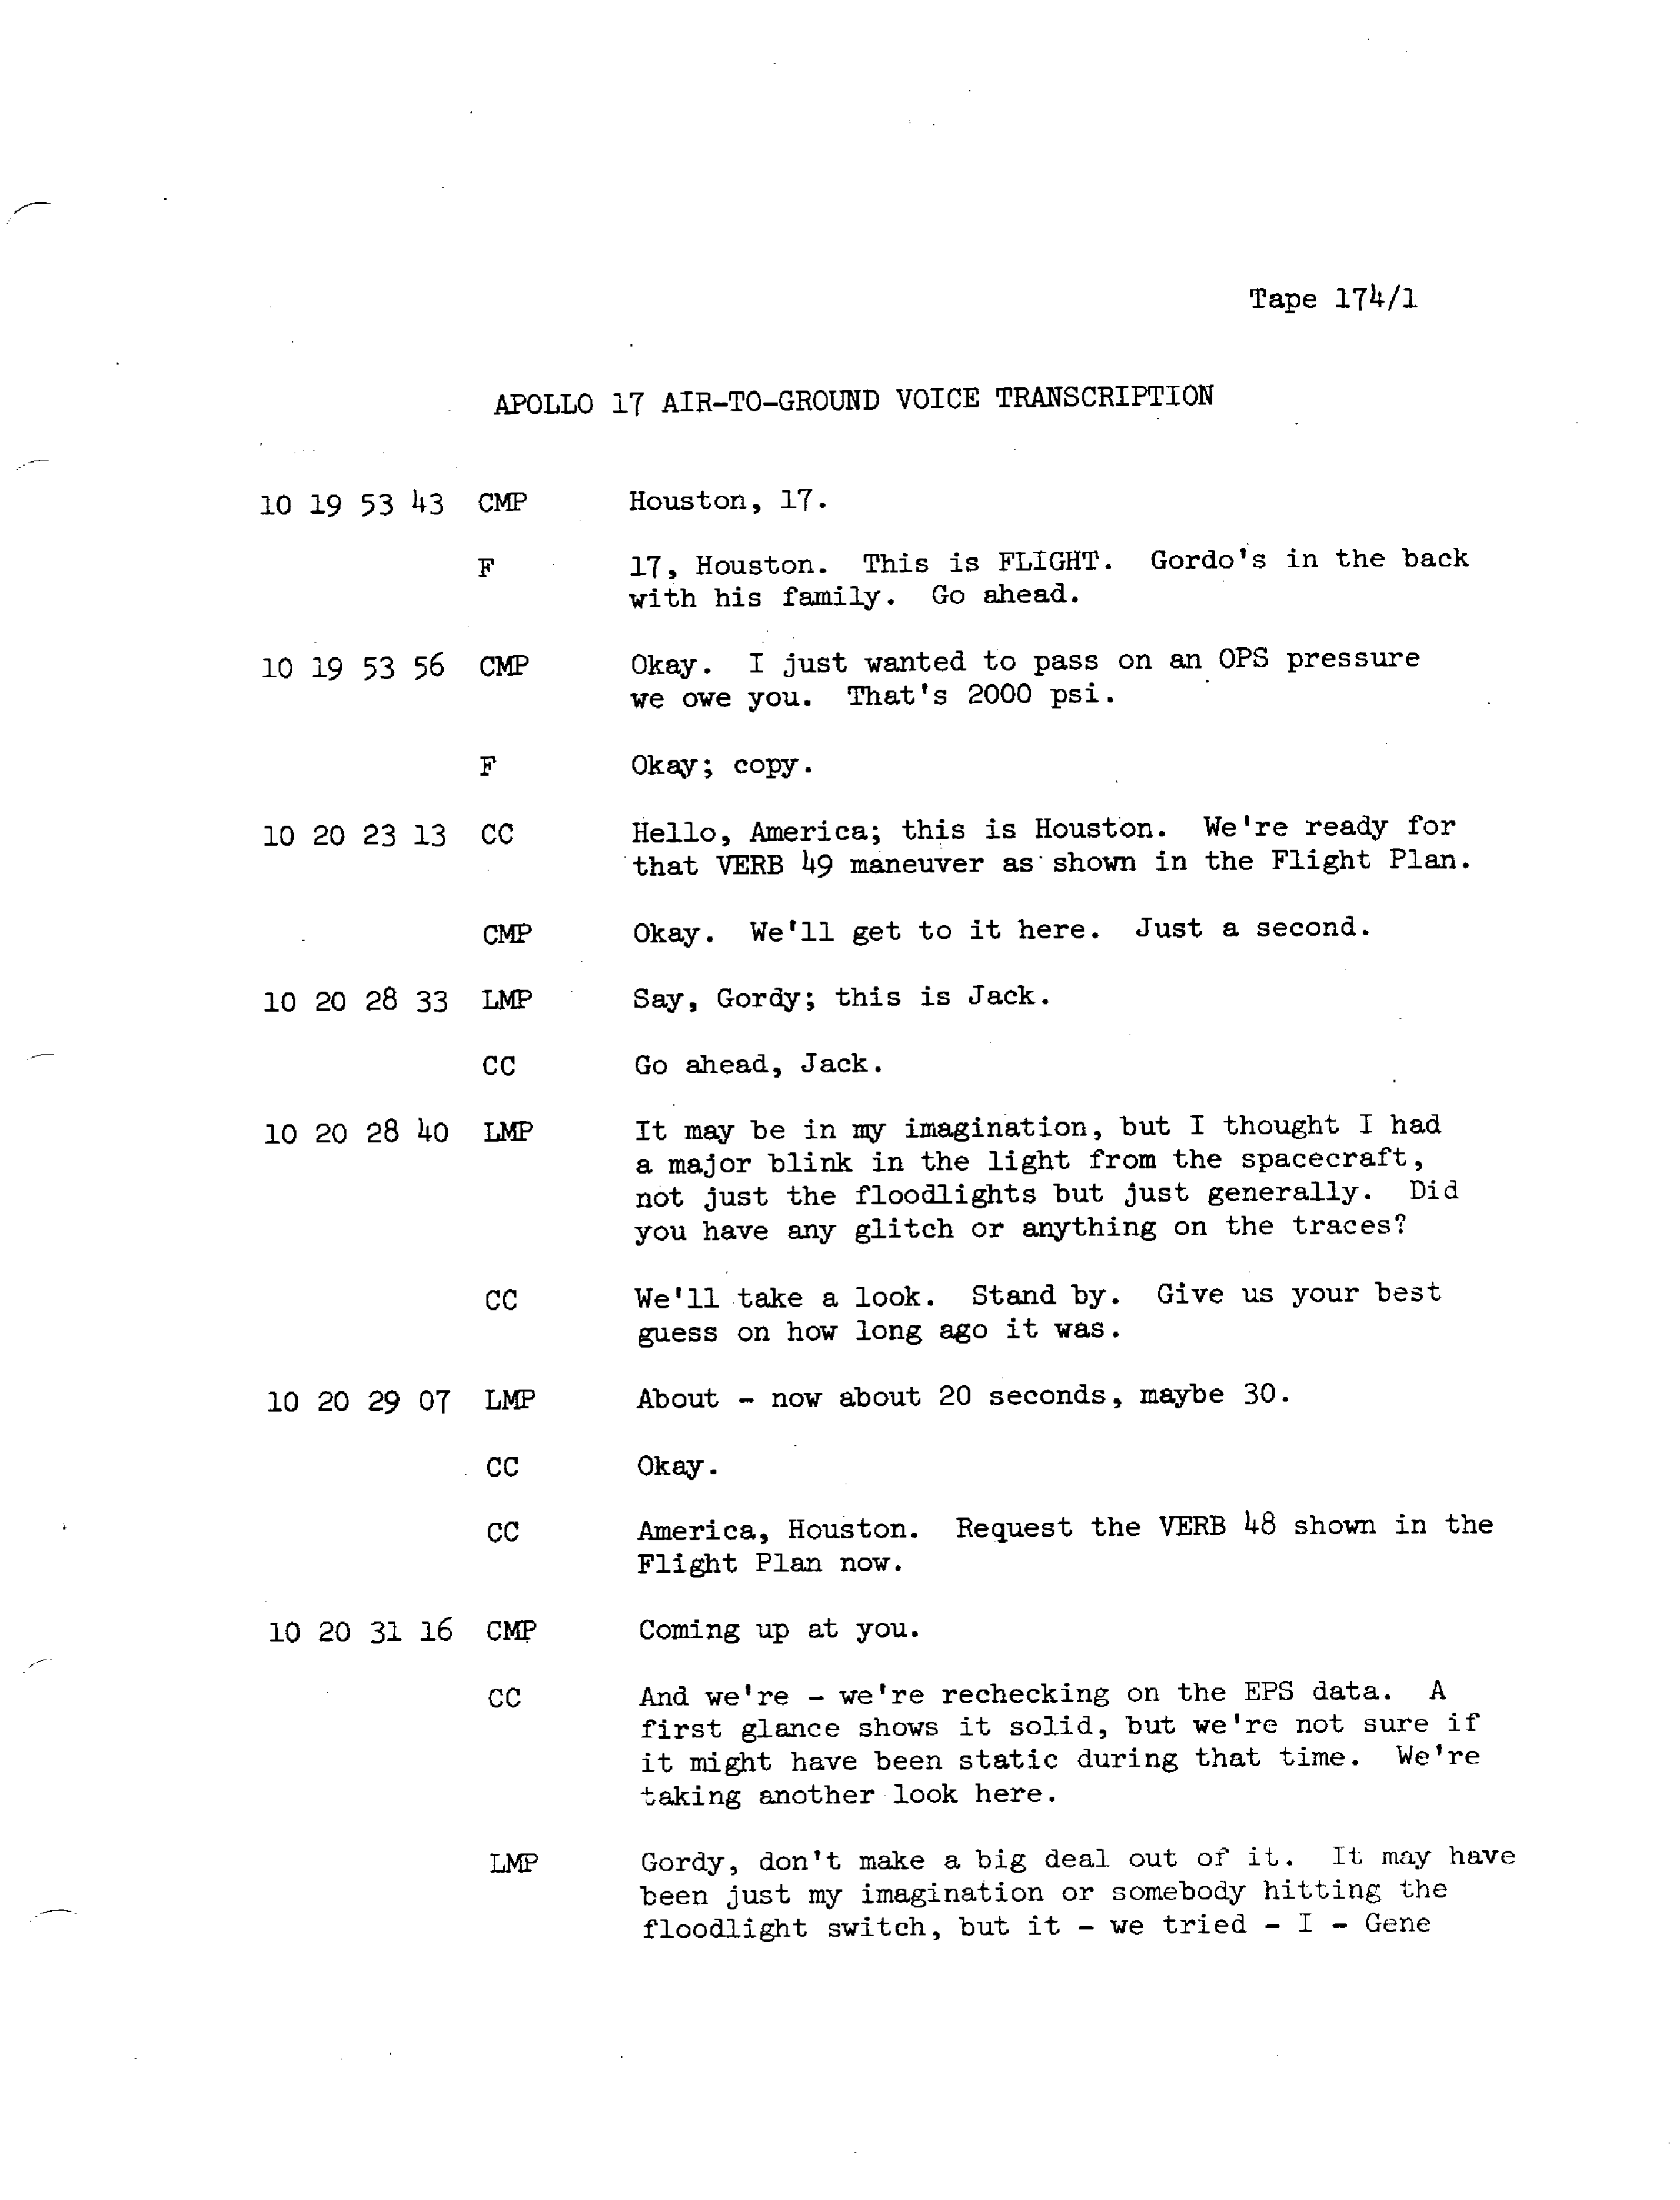 Tape 174/1
APOLLO 17 AIR-TO-GROUND VOICE TRANSCRIPTION
10 19 53 43 CMP Houston, 17.
F 17, Houston. This is FLIGHT. Gordo's in the back
with his family. Go ahead.
10 19 53 56 CMP Okay. I just wanted to pass on an OPS pressure
we owe you. That's 2000 psi.
F Okay; copy.
10 20 23 13 CC Hello, America; this is Houston. We're ready for
that VERB 49 maneuver as shown in the Flight Plan.
CMP Okay. We'll get to it here. Just a second.
10 20 28 33 LMP Say, Gordy; this is Jack.
CC Go ahead, Jack.
10 20 28 40 LMP It may be in my imagination, but I thought I had
a major blink in the light from the spacecraft,
not just the floodlights but just generally. Did
you have any glitch or anything on the traces?
CC We'll take a look. Stand by. Give us your best
guess on how long ago it was.
10 20 29 07 LMP About - now about 20 seconds, maybe 30.
CC Okay.
CC America, Houston. Request the VERB 48 shown in the
Flight Plan now.
10 20 31 16 CMP Coming up at you.
CC And we're - we're rechecking on the EPS data. A
first glance shows it solid, but we're not sure if
it might have been static during that time. We're
taking another look here.
LMP Gordy, don't make a big deal out of it. It may have
been just my imagination or somebody hitting the
floodlight switch, but it - we tried - I - Gene